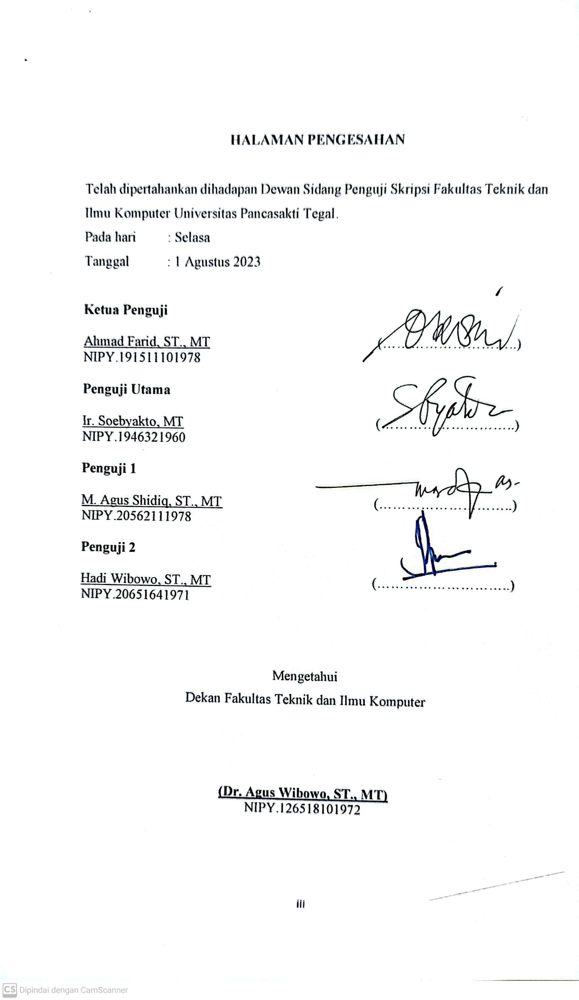 HALAMAN PENGESAHAN
Telah dipertahankan dihadapan Dewan Sidang Penguji Skripsi Fakultas Teknik dan
Ilmu Komputer Universitas Pancasakti Tegal.
Pada hari : Selasa
Tanggal : 1 Agustus 2023
Ketua Penguji
Ahmad Farid, ST., MT
NIPY.191511101978
(..............................)
Penguji Utama
Ir. Soebyakto, MT
NIPY.1946321960
(..............................)
Penguji 1
M. Agus Shidiq, ST., MT
NIPY.20562111978
(..............................)
Penguji 2
Hadi Wibowo, ST., MT
NIPY.20651641971
(..............................)
Mengetahui
Dekan Fakultas Teknik dan Ilmu Komputer
(Dr. Agus Wibowo, ST., MT)
NIPY.126518101972
iii
CS Dipindai dengan CamScanner